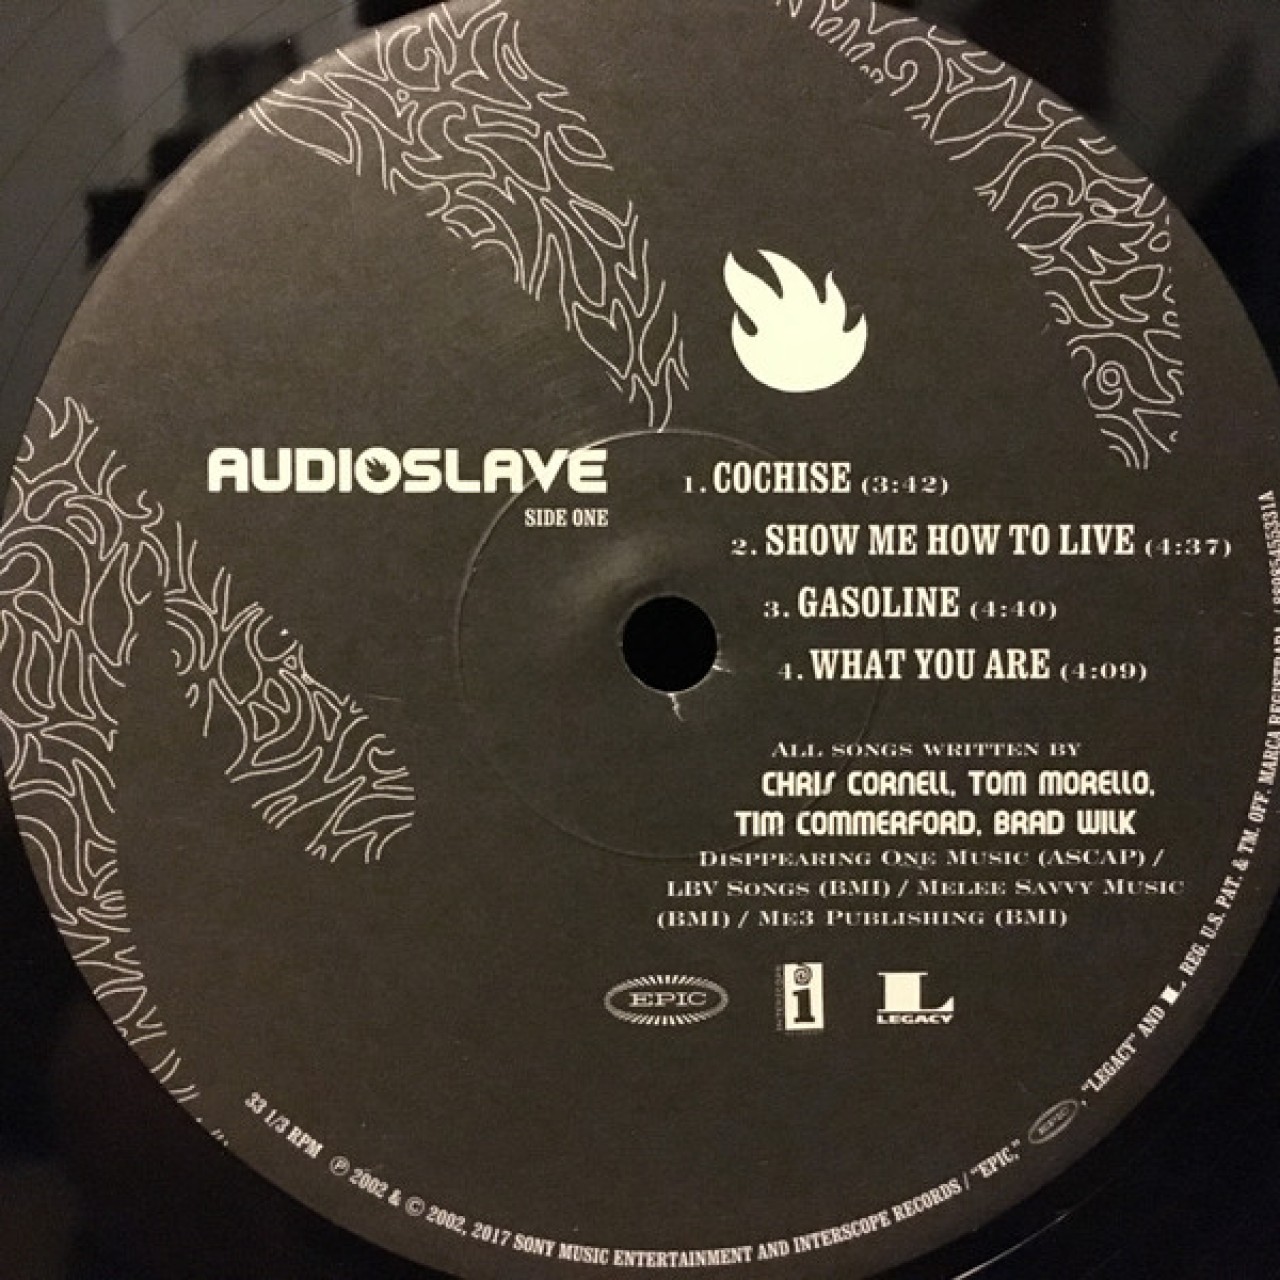 AUDIOSLAVE
SIDE ONE
1. COCHISE (3:42)
2. SHOW ME HOW TO LIVE (4:37)
3. GASOLINE (4:40)
4. WHAT YOU ARE (4:09)
ALL SONGS WRITTEN BY
CHRIS CORNELL, TOM MORELLO,
TIM COMMERFORD, BRAD WILK
DISPPEARING ONE MUSIC (ASCAP) /
LBV SONGS (BMI) / MELEE SAVVY MUSIC
(BMI) / ME3 PUBLISHING (BMI)
EPIC
INTERSCOPE i
L LEGACY
33 1/3 RPM ℗ 2002 & © 2002, 2017 SONY MUSIC ENTERTAINMENT AND INTERSCOPE RECORDS / "EPIC," EPIC, "LEGACY" AND L REG. U.S. PAT. & TM. OFF. MARCA REGISTRADA